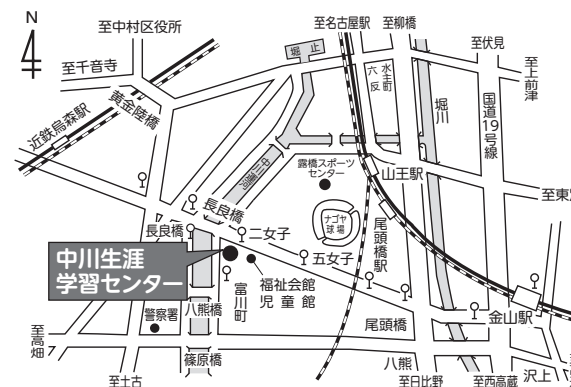 N
至中村区役所
至名古屋駅
至柳橋
至伏見
至千音寺
堀止
水主町
六反
至上前津
黄金陸橋
近鉄烏森駅
堀川
国道19号線
中川運河
露橋スポーツ
センター
山王駅
長良橋
ナゴヤ
球場
尾頭橋駅
長良橋
二女子
五女子
中川生涯
学習センター
福祉会館
児童館
富川町
八熊橋
警察署
尾頭橋
金山駅
至高畑
篠原橋
八熊
至土古
至日比野
至西高蔵
沢上